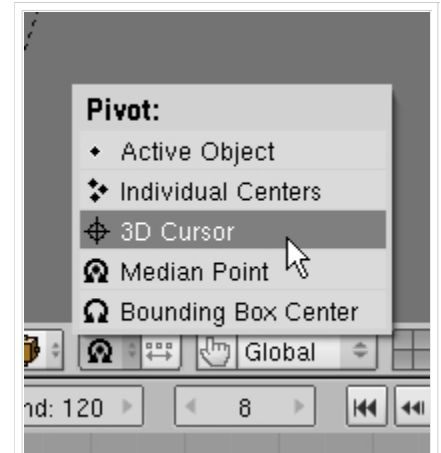 Pivot:
Active Object
Individual Centers
3D Cursor
Median Point
Bounding Box Center
Global
nd: 120
8